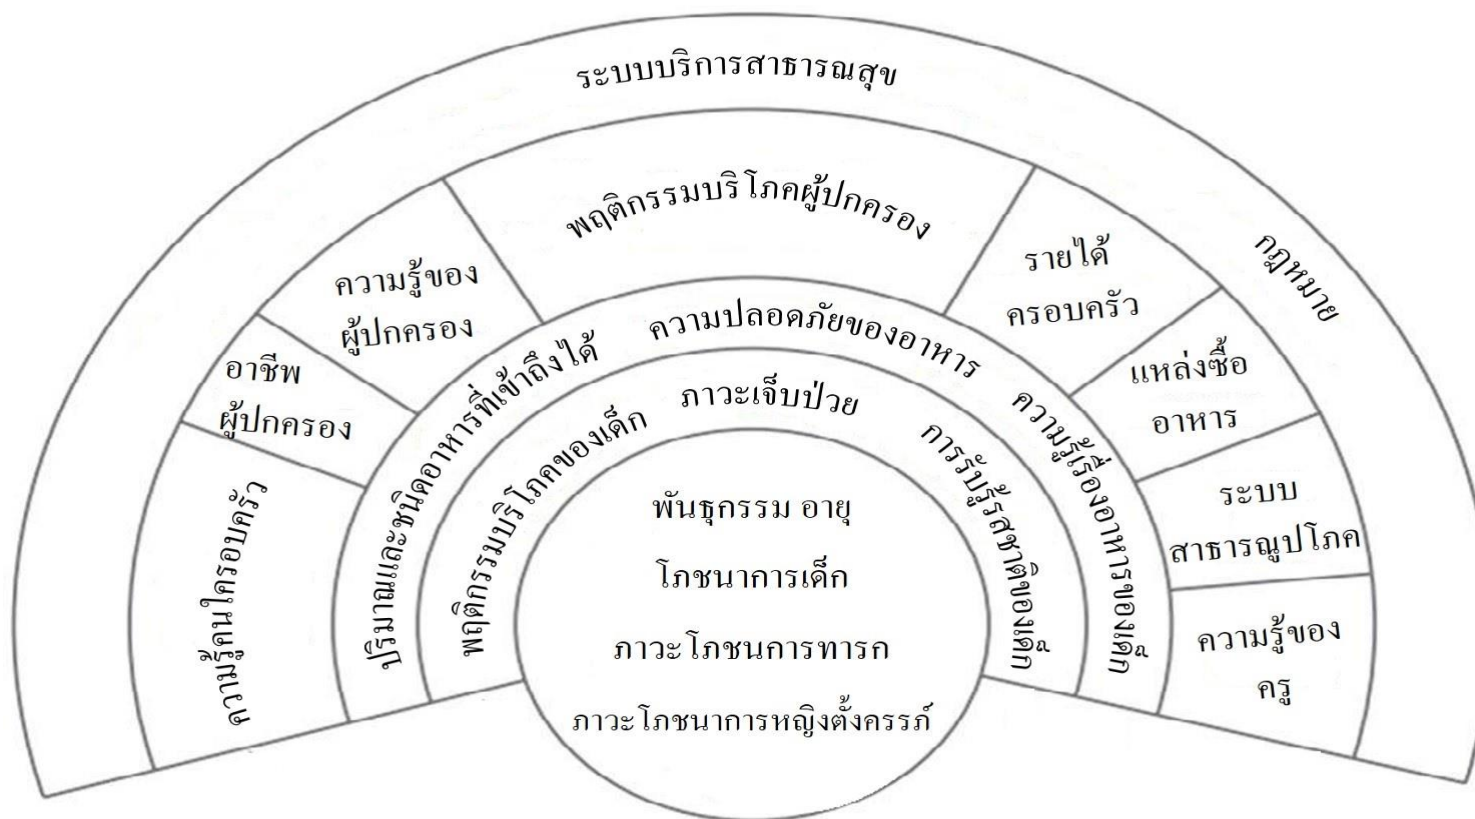 ระบบบริการสาธารณสุข
กฎหมาย
พฤติกรรมบริโภคผู้ปกครอง
ความรู้ของ
ผู้ปกครอง
อาชีพ
ผู้ปกครอง
ความรู้คนใครอบครัว
รายได้
ครอบครัว
แหล่งซื้อ
อาหาร
ระบบ
สาธารณูปโภค
ความรู้ของ
ครู
ปริมาณและชนิดอาหารที่เข้าถึงได้
ความปลอดภัยของอาหาร
ความรู้เรื่องอาหารของเด็ก
พฤติกรรมบริโภคของเด็ก
ภาวะเจ็บป่วย
การรับรู้รสชาติของเด็ก
พันธุกรรม อายุ
โภชนาการเด็ก
ภาวะโภชนการทารก
ภาวะโภชนาการหญิงตั้งครรภ์